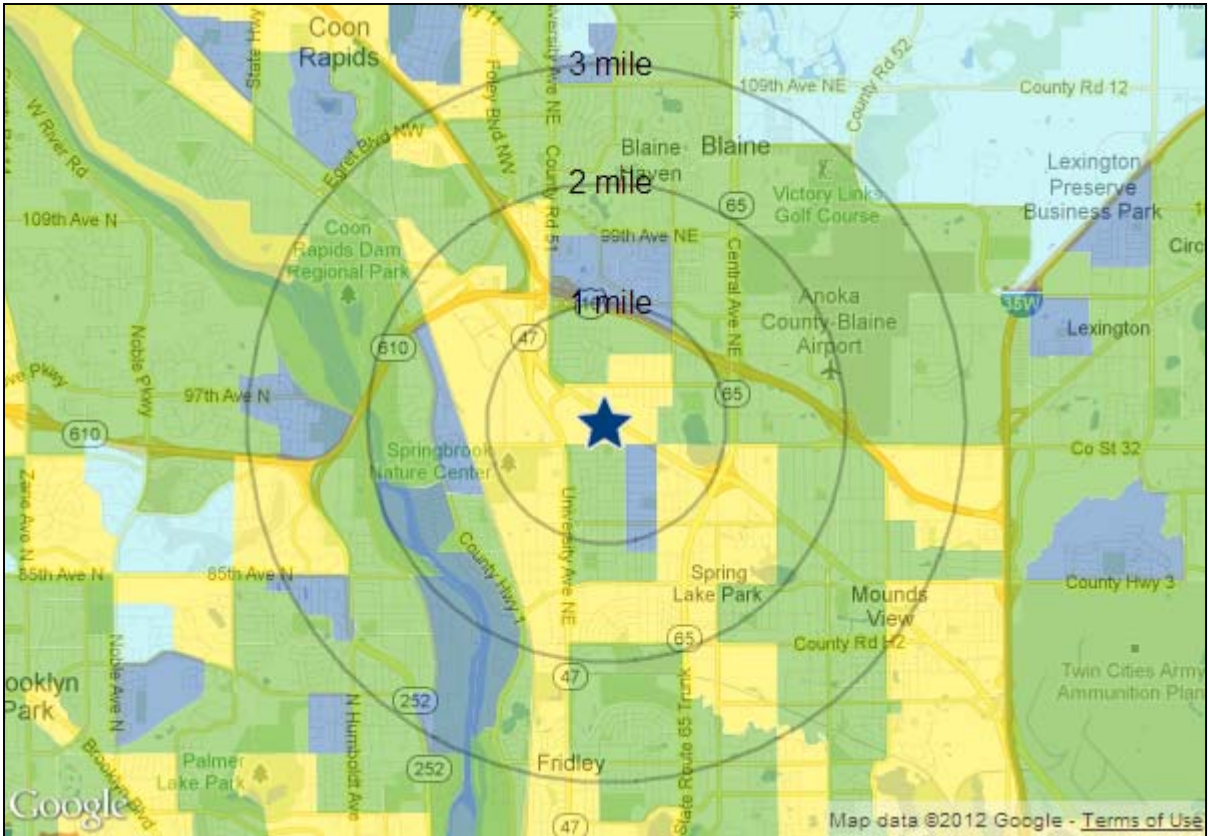 Coon
Rapids
State Hwy
Foley Blvd NW
County Rd 51
3 mile
109th Ave NE
County Rd 52
County Rd 12
W River Rd
Egret Blvd NW
Blaine
Haven
Blaine
2 mile
Victory Links
Golf Course
65
Lexington
Preserve
Business Park
109th Ave N
Coon
Rapids Dam
Regional Park
99th Ave NE
Circ
Central Ave NE
1 mile
Anoka
County-Blaine
Airport
35W
Lexington
47
610
Noble Pkwy
97th Ave N
65
610
Springbrook
Nature Center
Co St 32
Zane Ave N
University Ave NE
County Hwy 1
85th Ave N
85th Ave N
Spring
Lake Park
Mounds
View
County Hwy 3
65
County Rd H2
Noble Ave N
ooklyn
Park
47
Twin Cities Army
Ammunition Plan
N Humboldt Ave
252
State Route 65 Trunk
Brooklyn Blvd
Palmer
Lake Park
252
Fridley
Google
47
Map data ©2012 Google - Terms of Use